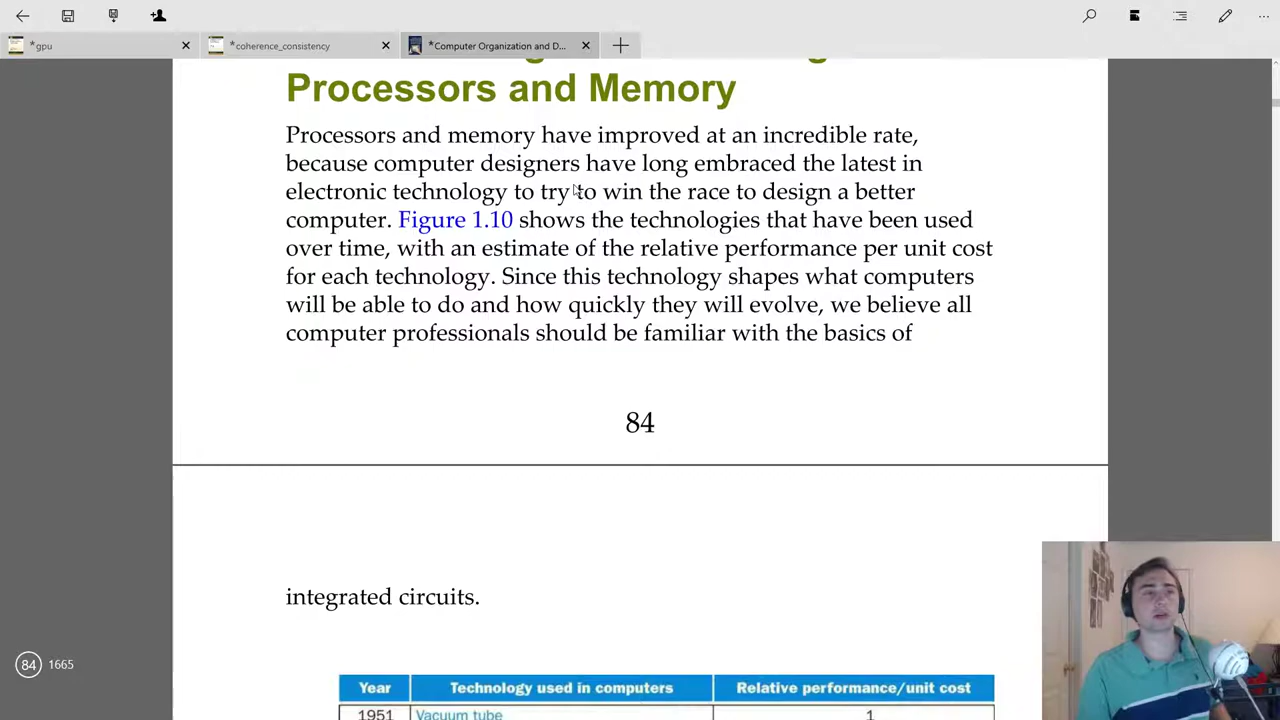 *gpu
*coherence_consistency
*Computer Organization and D...
Processors and Memory
Processors and memory have improved at an incredible rate,
because computer designers have long embraced the latest in
electronic technology to try to win the race to design a better
computer. Figure 1.10 shows the technologies that have been used
over time, with an estimate of the relative performance per unit cost
for each technology. Since this technology shapes what computers
will be able to do and how quickly they will evolve, we believe all
computer professionals should be familiar with the basics of
84
integrated circuits.
84 1665
Year Technology used in computers Relative performance/unit cost
1951 Vacuum tube 1